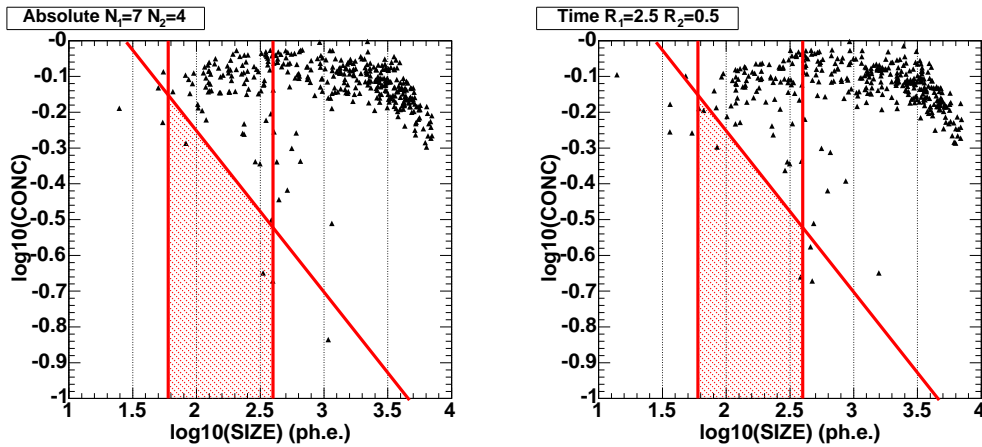 Absolute N₁=7 N₂=4
-0
-0.1
-0.2
-0.3
-0.4
-0.5
-0.6
-0.7
-0.8
-0.9
-1
log10(CONC)
1 1.5 2 2.5 3 3.5 4
log10(SIZE) (ph.e.)
Time R₁=2.5 R₂=0.5
-0
-0.1
-0.2
-0.3
-0.4
-0.5
-0.6
-0.7
-0.8
-0.9
-1
log10(CONC)
1 1.5 2 2.5 3 3.5 4
log10(SIZE) (ph.e.)